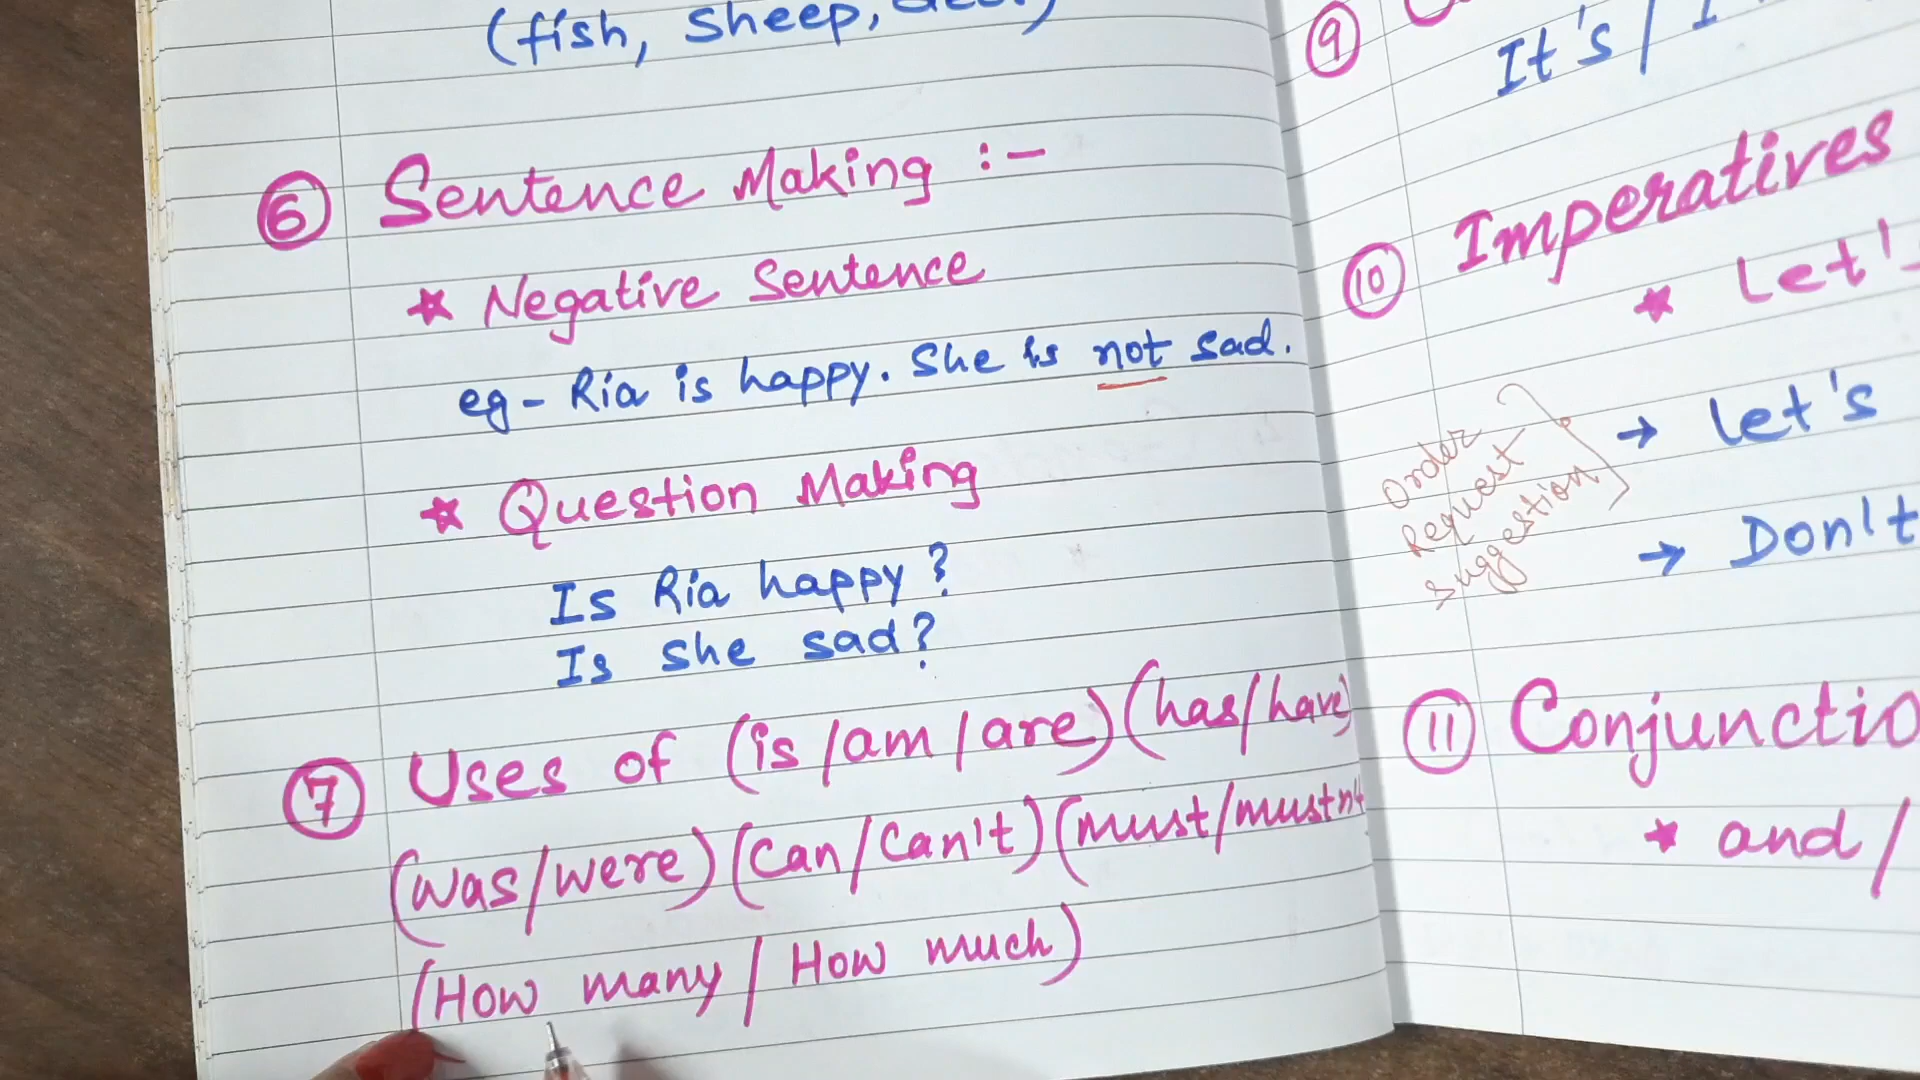 (fish, Sheep,
⑥ Sentence Making :-
★ Negative Sentence
eg - Ria is happy. She is not sad.
★ Question Making
Is Ria happy ?
Is she sad?
⑦ Uses of (is/am/are) (has/have)
(was/were) (Can/Can't) (must/mustn't
(How many / How much)
⑨
It's / I
⑩ Imperatives
★ Let'
Order
Request
Suggestion
→ Let's
→ Don't
⑪ Conjunctio
★ and /